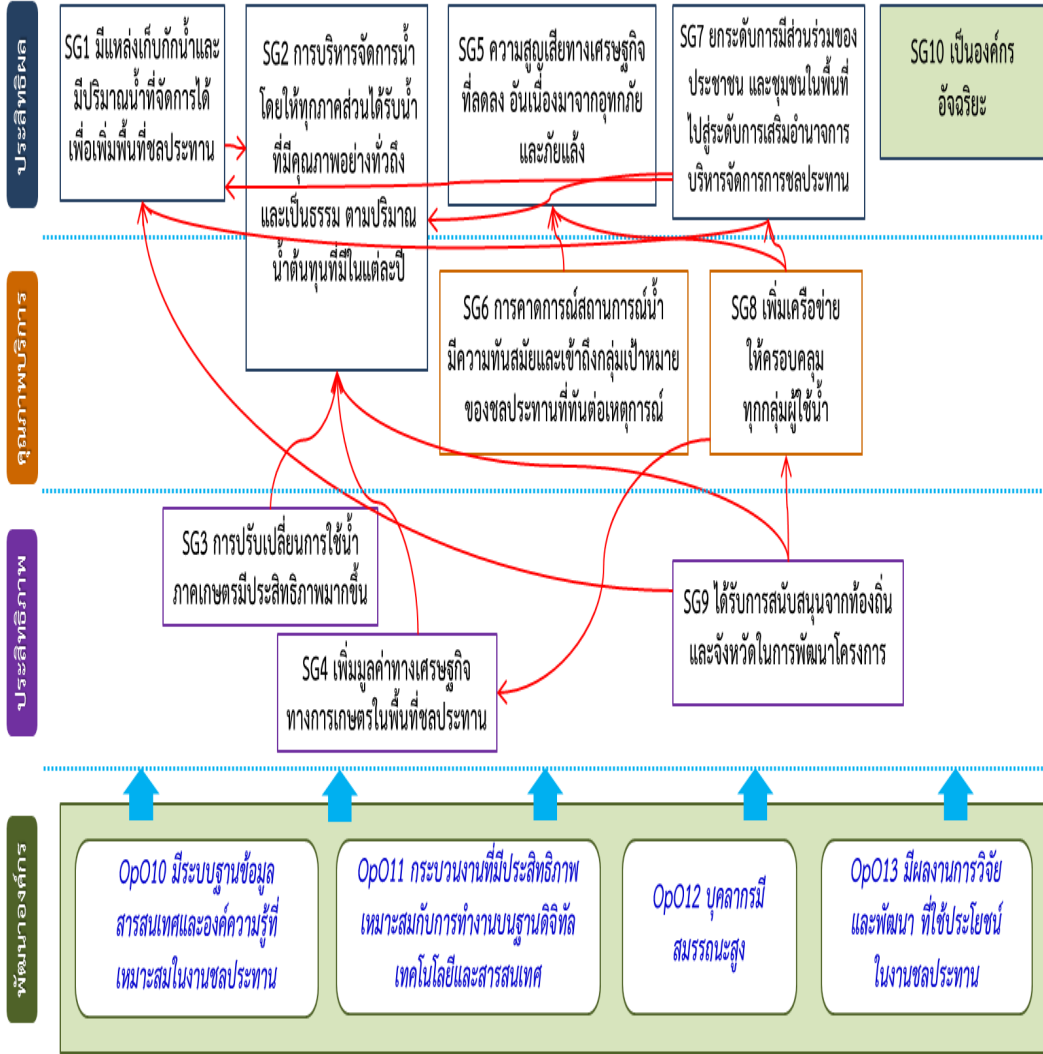 ประสิทธิผล
SG1 มีแหล่งเก็บกักน้ำและ
มีปริมาณน้ำที่จัดการได้
เพื่อเพิ่มพื้นที่ชลประทาน
SG2 การบริหารจัดการน้ำ
โดยให้ทุกภาคส่วนได้รับน้ำ
ที่มีคุณภาพอย่างทั่วถึง
และเป็นธรรม ตามปริมาณ
น้ำต้นทุนที่มีในแต่ละปี
SG5 ความสูญเสียทางเศรษฐกิจ
ที่ลดลง อันเนื่องมาจากอุทกภัย
และภัยแล้ง
SG7 ยกระดับการมีส่วนร่วมของ
ประชาชน และชุมชนในพื้นที่
ไปสู่ระดับการเสริมอำนาจการ
บริหารจัดการการชลประทาน
SG10 เป็นองค์กร
อัจฉริยะ
คุณภาพบริการ
SG6 การคาดการณ์สถานการณ์น้ำ
มีความทันสมัยและเข้าถึงกลุ่มเป้าหมาย
ของชลประทานที่ทันต่อเหตุการณ์
SG8 เพิ่มเครือข่าย
ให้ครอบคลุม
ทุกกลุ่มผู้ใช้น้ำ
ประสิทธิภาพ
SG3 การปรับเปลี่ยนการใช้น้ำ
ภาคเกษตรมีประสิทธิภาพมากขึ้น
SG4 เพิ่มมูลค่าทางเศรษฐกิจ
ทางการเกษตรในพื้นที่ชลประทาน
SG9 ได้รับการสนับสนุนจากท้องถิ่น
และจังหวัดในการพัฒนาโครงการ
พัฒนาองค์กร
OpO10 มีระบบฐานข้อมูล
สารสนเทศและองค์ความรู้ที่
เหมาะสมในงานชลประทาน
OpO11 กระบวนงานที่มีประสิทธิภาพ
เหมาะสมกับการทำงานบนฐานดิจิทัล
เทคโนโลยีและสารสนเทศ
OpO12 บุคลากรมี
สมรรถนะสูง
OpO13 มีผลงานการวิจัย
และพัฒนา ที่ใช้ประโยชน์
ในงานชลประทาน